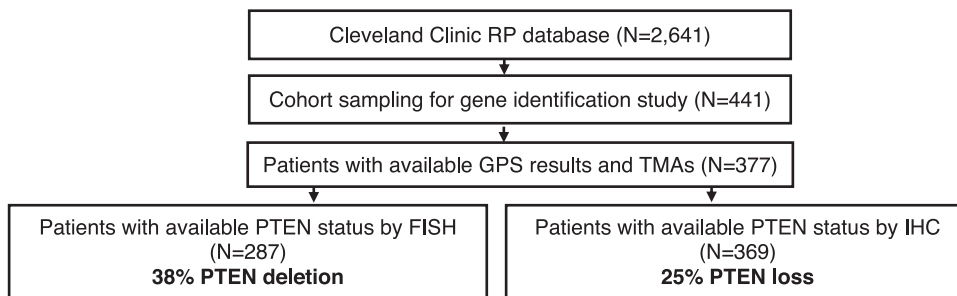 Cleveland Clinic RP database (N=2,641)
Cohort sampling for gene identification study (N=441)
Patients with available GPS results and TMAs (N=377)
Patients with available PTEN status by FISH
(N=287)
38% PTEN deletion
Patients with available PTEN status by IHC
(N=369)
25% PTEN loss